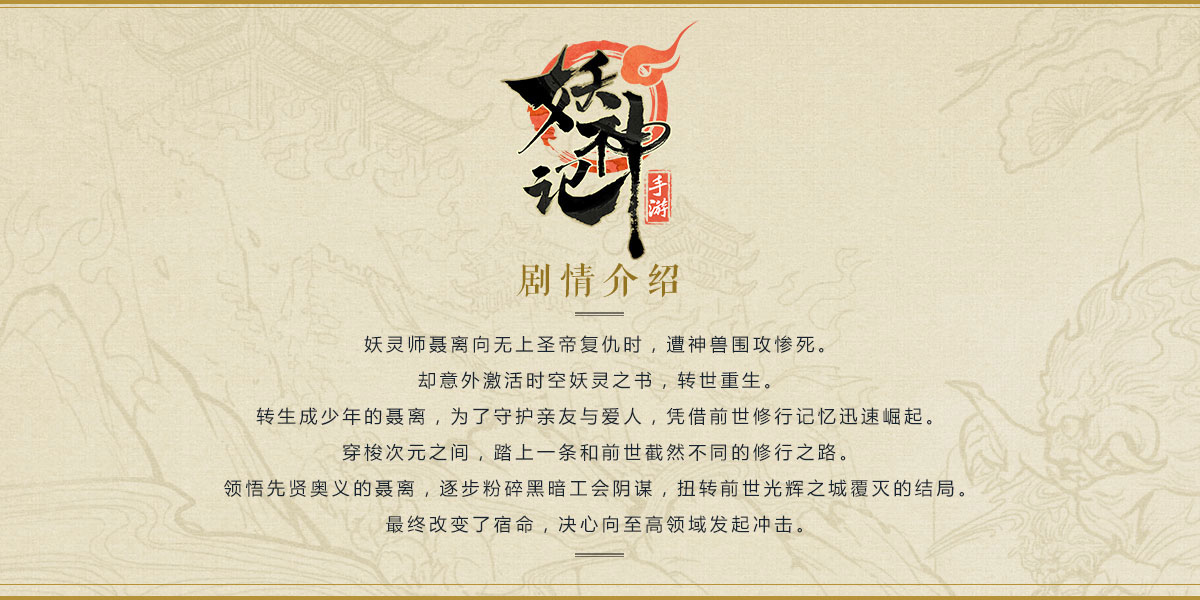 妖神记
手游
剧情介绍
妖灵师聂离向无上圣帝复仇时，遭神兽围攻惨死。
却意外激活时空妖灵之书，转世重生。
转生成少年的聂离，为了守护亲友与爱人，凭借前世修行记忆迅速崛起。
穿梭次元之间，踏上一条和前世截然不同的修行之路。
领悟先贤奥义的聂离，逐步粉碎黑暗工会阴谋，扭转前世光辉之城覆灭的结局。
最终改变了宿命，决心向至高领域发起冲击。